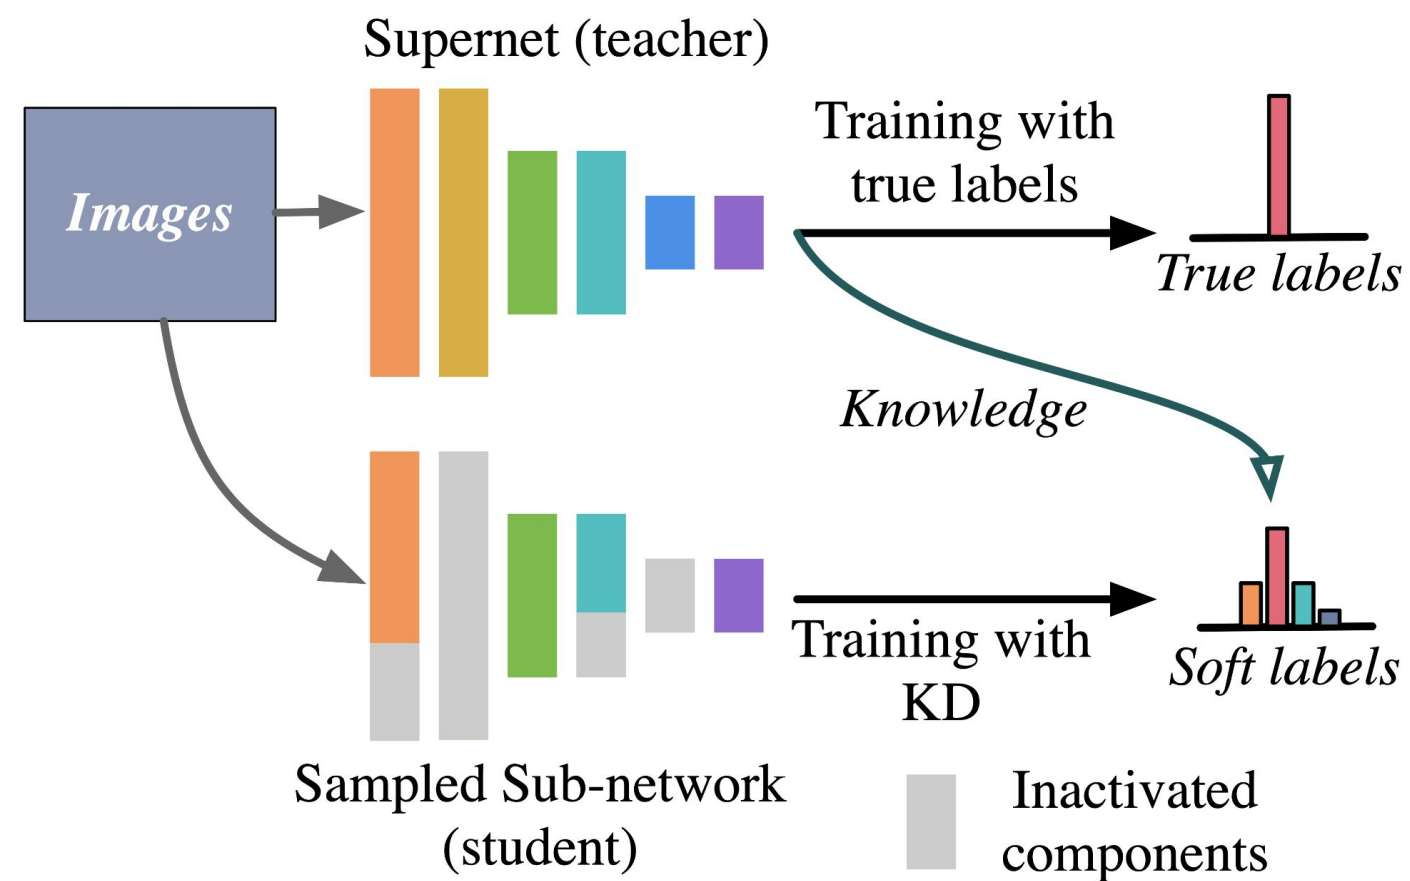 Supernet (teacher)
Images
Training with
true labels
True labels
Knowledge
Training with
KD
Soft labels
Sampled Sub-network
(student)
Inactivated
components